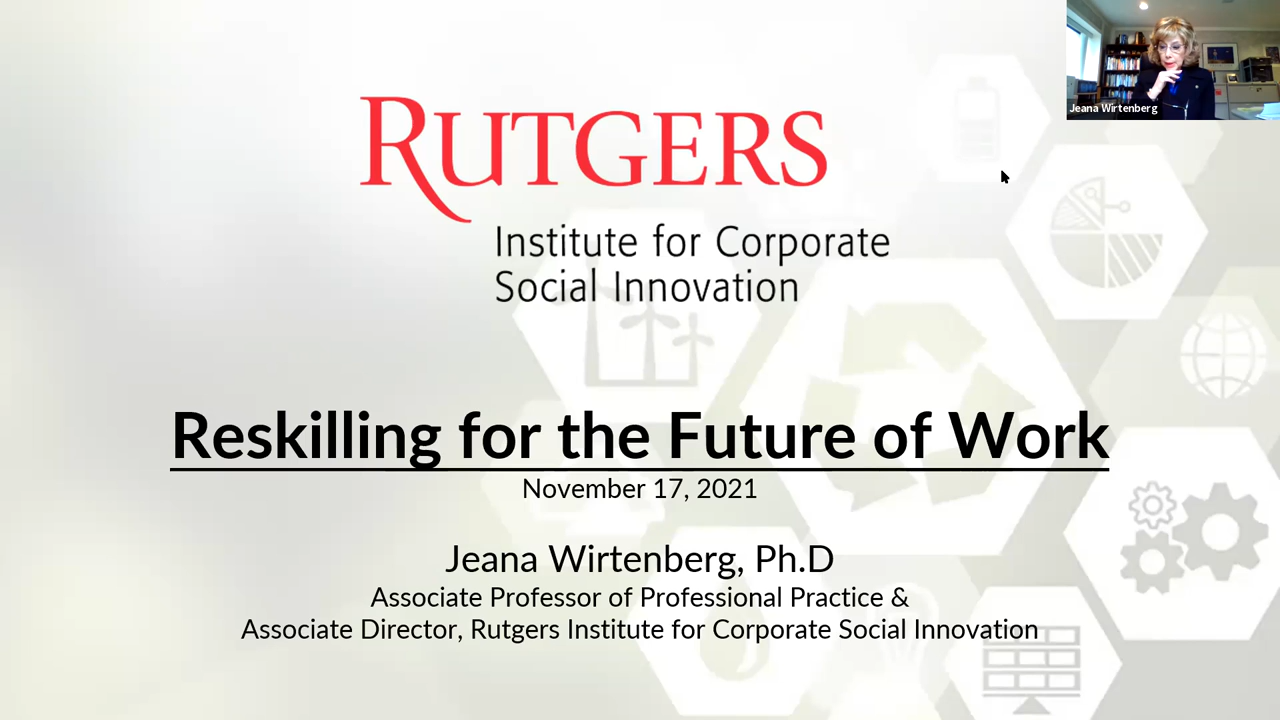 Jeana Wirtenberg
RUTGERS
Institute for Corporate
Social Innovation
Reskilling for the Future of Work
November 17, 2021
Jeana Wirtenberg, Ph.D
Associate Professor of Professional Practice &
Associate Director, Rutgers Institute for Corporate Social Innovation